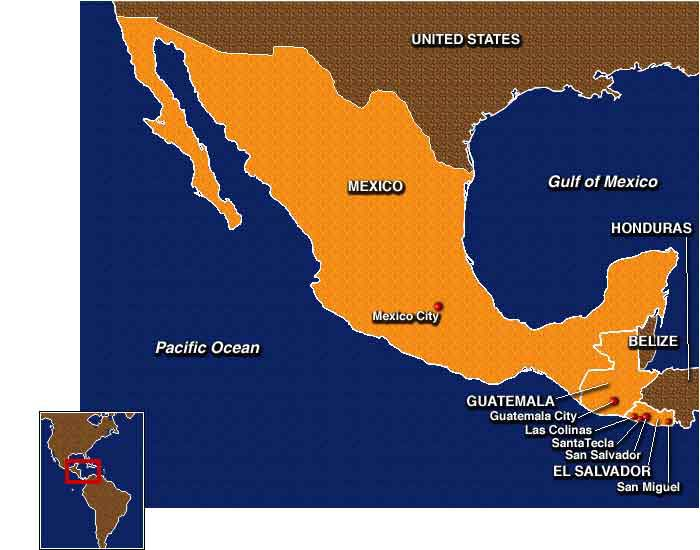 UNITED STATES
MEXICO
Gulf of Mexico
HONDURAS
Mexico City
BELIZE
Pacific Ocean
GUATEMALA
Guatemala City
Las Colinas
SantaTecla
San Salvador
EL SALVADOR
San Miguel